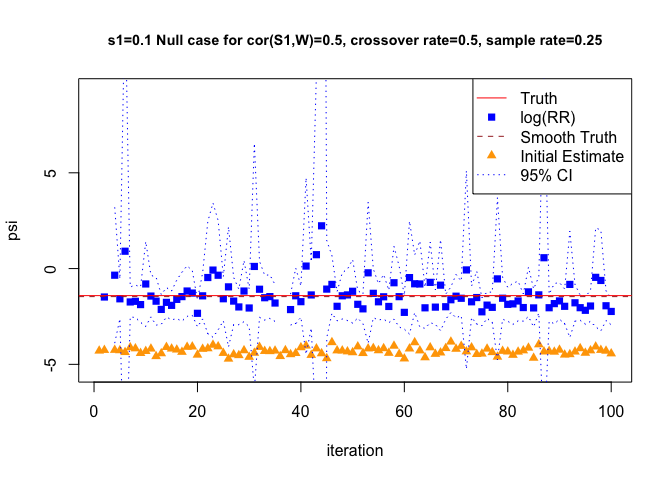 s1=0.1 Null case for cor(S1,W)=0.5, crossover rate=0.5, sample rate=0.25
Truth
log(RR)
Smooth Truth
Initial Estimate
95% CI
psi
5
0
-5
0 20 40 60 80 100
iteration